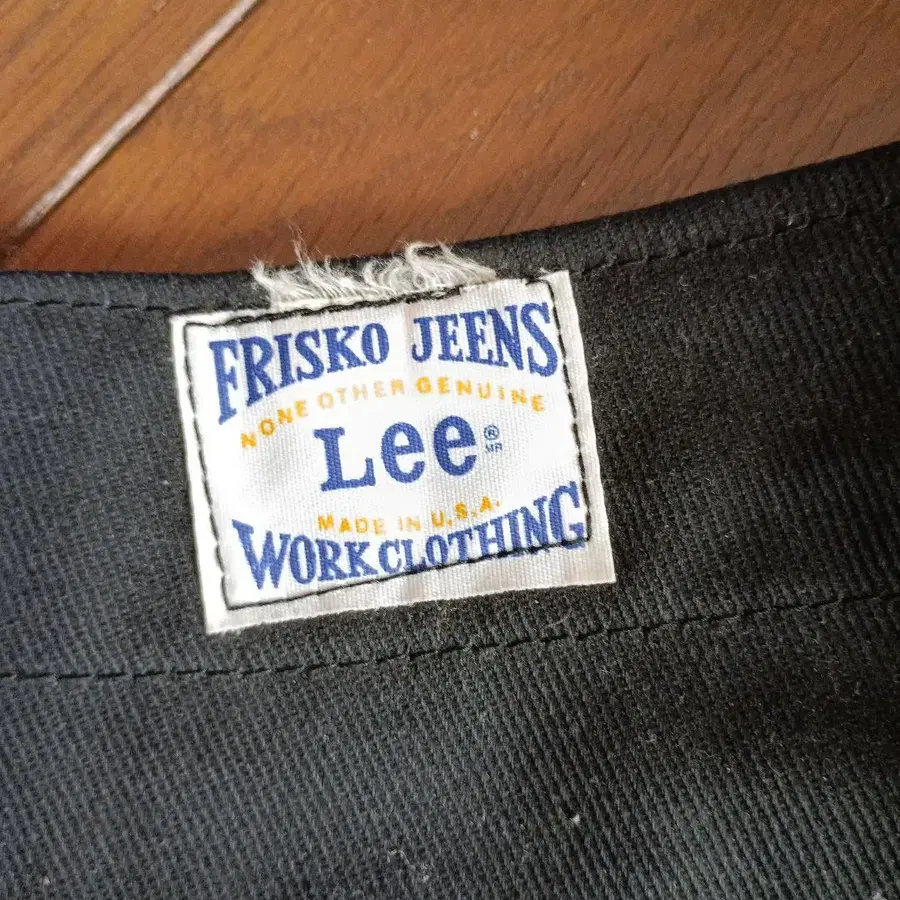 FRISKO JEENS
NONE OTHER GENUINE
Lee®
MR
MADE IN U.S.A.
WORK CLOTHING